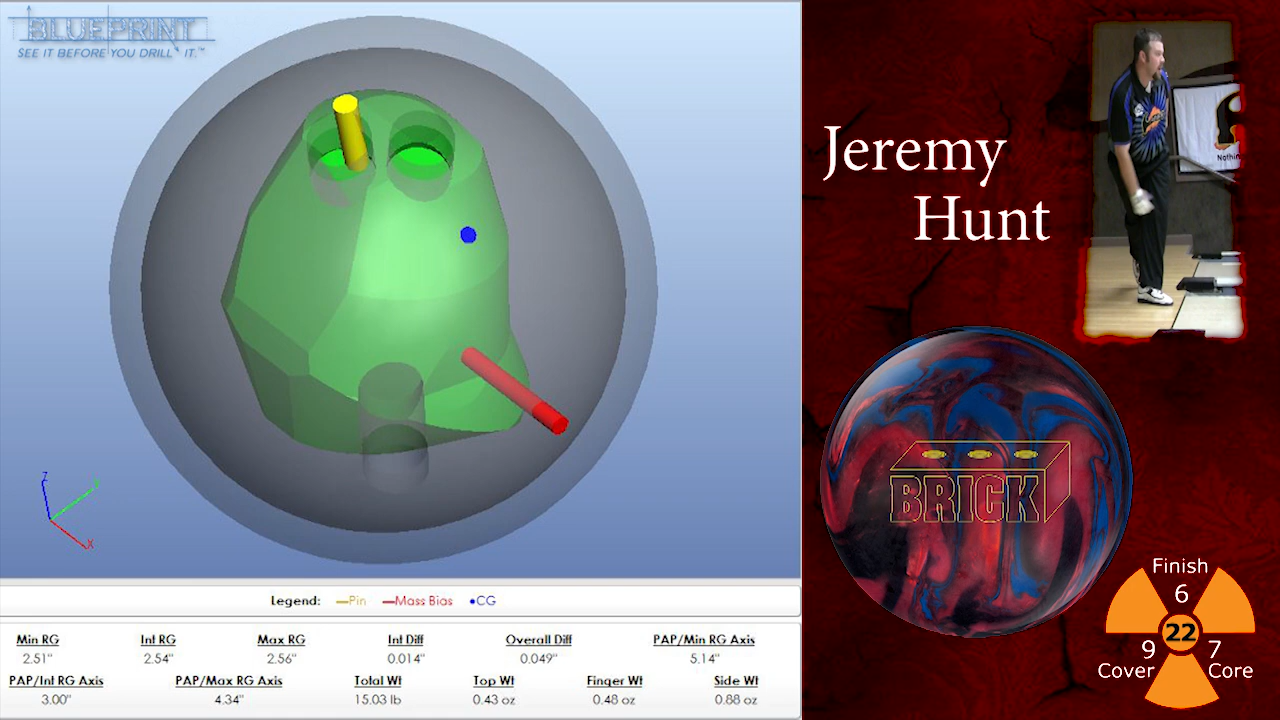 BLUEPRINT
SEE IT BEFORE YOU DRILL IT.™
Z
X
Legend: Pin Mass Bias CG
Min RG Int RG Max RG Int Diff Overall Diff PAP/Min RG Axis
2.51" 2.54" 2.56" 0.014" 0.049" 5.14"
PAP/Int RG Axis PAP/Max RG Axis Total Wt Top Wt Finger Wt Side Wt
3.00" 4.34" 15.03 lb 0.43 oz 0.48 oz 0.88 oz
Jeremy
Hunt
Nothin
BRICK
Finish
6
22
9 7
Cover Core